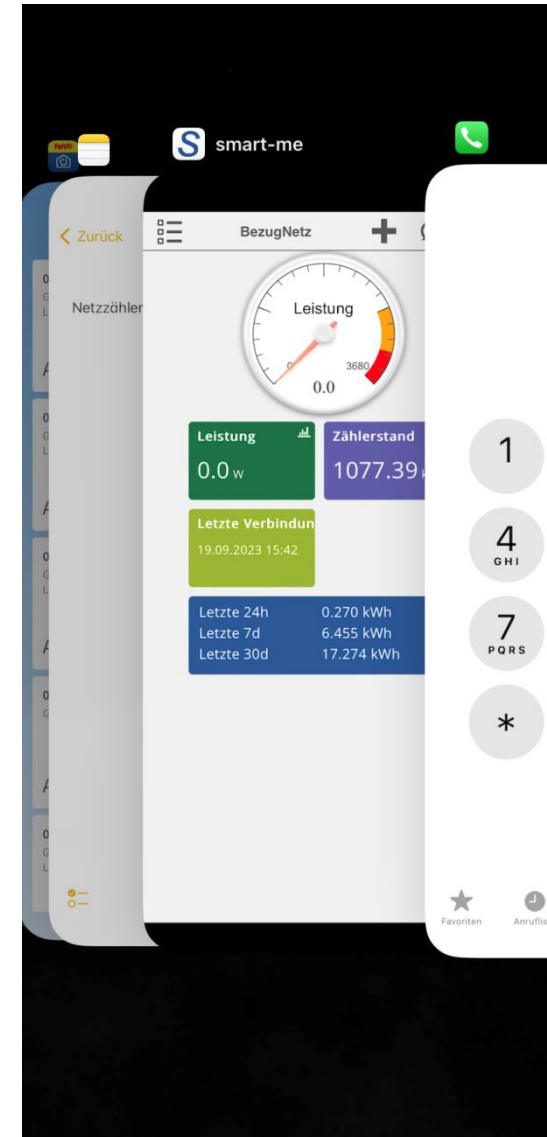 FRITZ!
smart-me
Zurück
Netzzähler
BezugNetz
Leistung
0
3680
0.0
Leistung
0.0 W
Zählerstand
1077.39
Letzte Verbindun
19.09.2023 15:42
Letzte 24h 0.270 kWh
Letzte 7d 6.455 kWh
Letzte 30d 17.274 kWh
1
4
GHI
7
PQRS
*
Favoriten
Anruflis